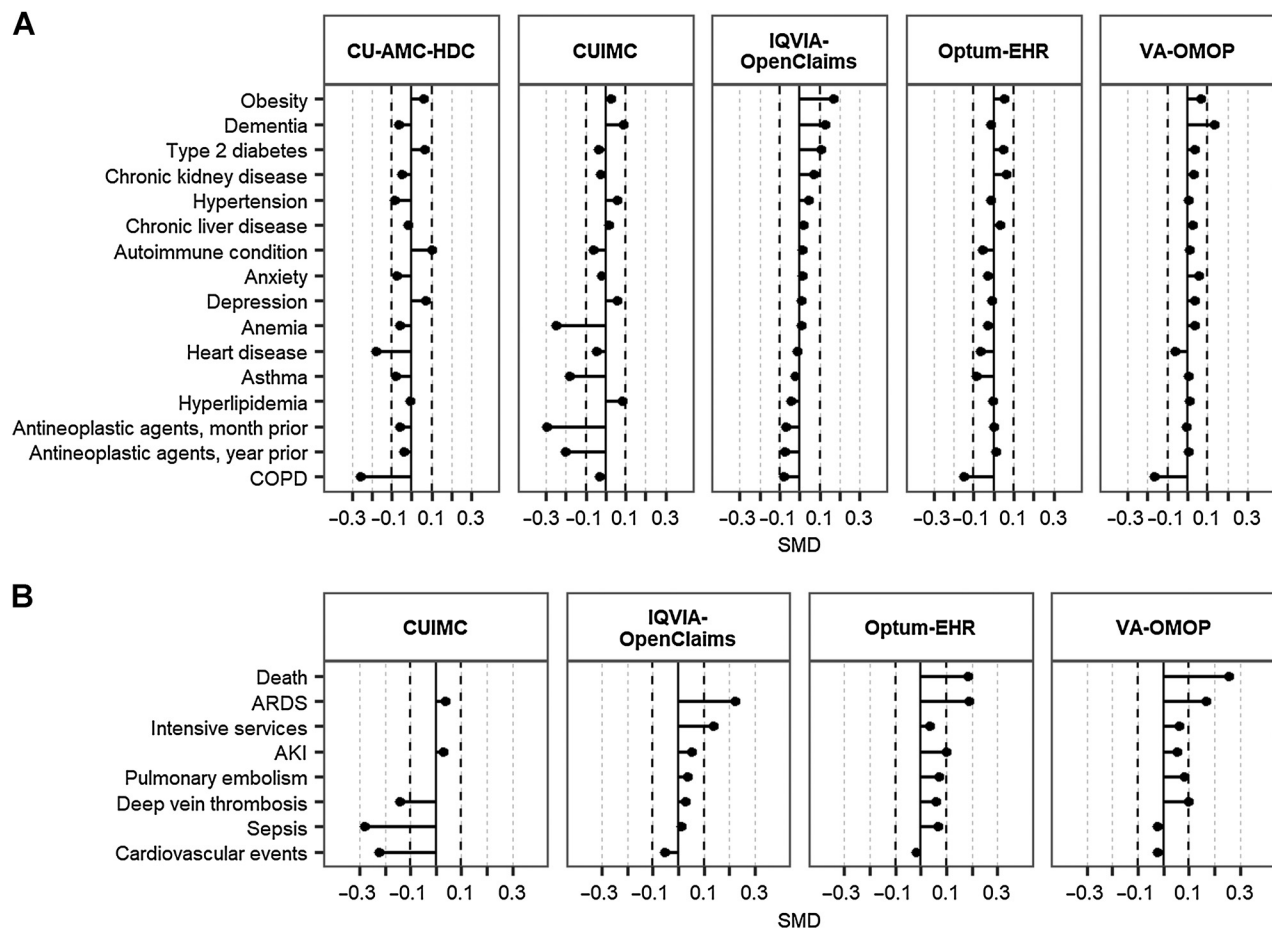 A
CU-AMC-HDC
CUIMC
IQVIA-
OpenClaims
Optum-EHR
VA-OMOP
Obesity
Dementia
Type 2 diabetes
Chronic kidney disease
Hypertension
Chronic liver disease
Autoimmune condition
Anxiety
Depression
Anemia
Heart disease
Asthma
Hyperlipidemia
Antineoplastic agents, month prior
Antineoplastic agents, year prior
COPD
−0.3 −0.1 0.1 0.3 −0.3 −0.1 0.1 0.3 −0.3 −0.1 0.1 0.3 −0.3 −0.1 0.1 0.3 −0.3 −0.1 0.1 0.3
SMD
B
CUIMC
IQVIA-
OpenClaims
Optum-EHR
VA-OMOP
Death
ARDS
Intensive services
AKI
Pulmonary embolism
Deep vein thrombosis
Sepsis
Cardiovascular events
−0.3 −0.1 0.1 0.3 −0.3 −0.1 0.1 0.3 −0.3 −0.1 0.1 0.3 −0.3 −0.1 0.1 0.3
SMD